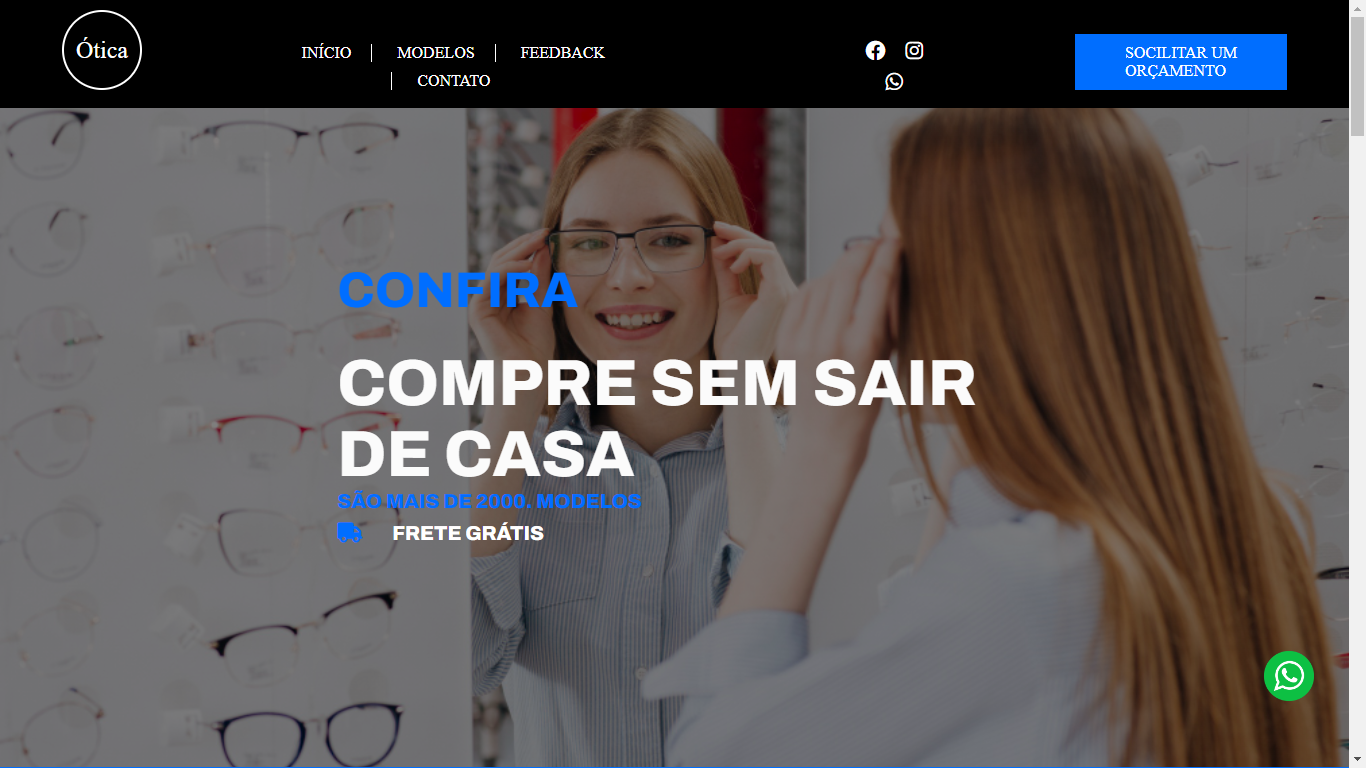 Ótica
INÍCIO
MODELOS
FEEDBACK
CONTATO
SOCILITAR UM
ORÇAMENTO
CONFIRA
COMPRE SEM SAIR
DE CASA
SÃO MAIS DE 2000. MODELOS
FRETE GRÁTIS